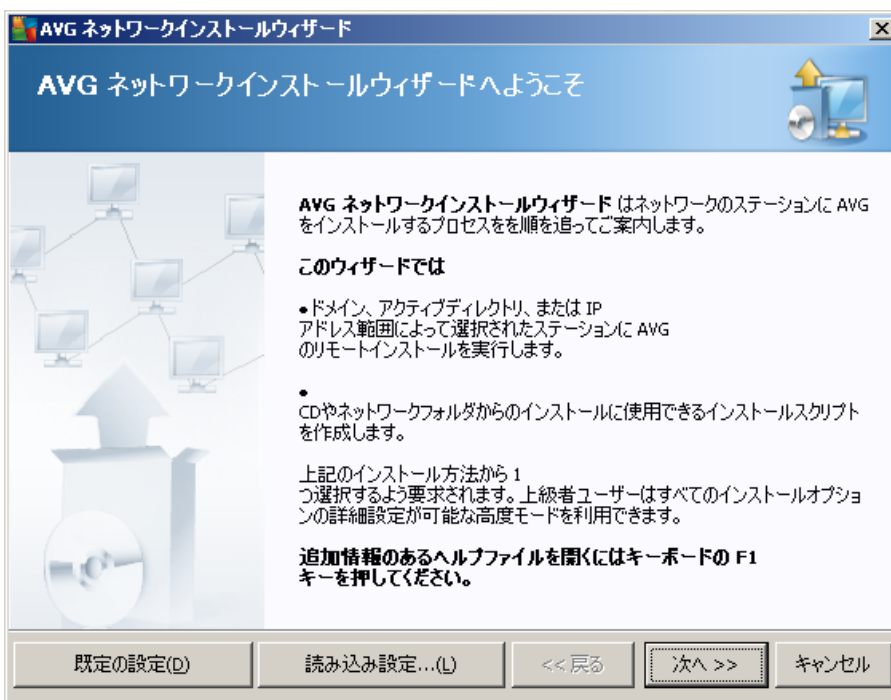 AVG ネットワークインストールウィザード
AVG ネットワークインストールウィザードへようこそ
AVG ネットワークインストールウィザード はネットワークのステーションに AVG
をインストールするプロセスをを順を追ってご案内します。
このウィザードでは
•ドメイン、アクティブディレクトリ、または IP
アドレス範囲によって選択されたステーションに AVG
のリモートインストールを実行します。
•
CDやネットワークフォルダからのインストールに使用できるインストールスクリプト
を作成します。
上記のインストール方法から 1
つ選択するよう要求されます。上級者ユーザーはすべてのインストールオプショ
ンの詳細設定が可能な高度モードを利用できます。
追加情報のあるヘルプファイルを開くにはキーボードの F1
キーを押してください。
既定の設定(D)
読み込み設定...(L)
<< 戻る
次へ >>
キャンセル